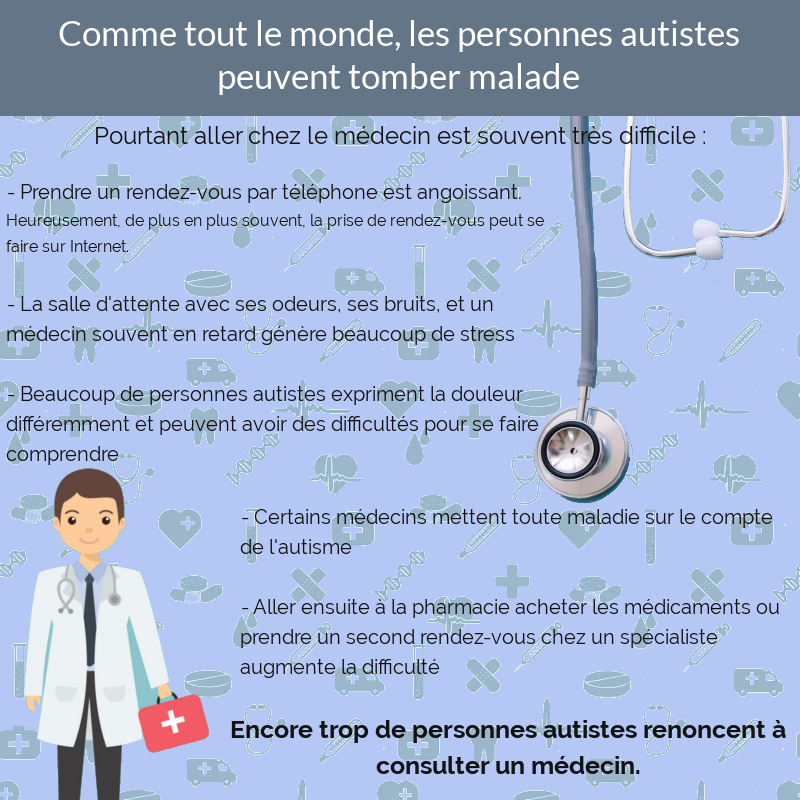 Comme tout le monde, les personnes autistes
peuvent tomber malade
Pourtant aller chez le médecin est souvent très difficile :
- Prendre un rendez-vous par téléphone est angoissant.
Heureusement, de plus en plus souvent, la prise de rendez-vous peut se
faire sur Internet.
- La salle d'attente avec ses odeurs, ses bruits, et un
médecin souvent en retard génère beaucoup de stress
- Beaucoup de personnes autistes expriment la douleur
différemment et peuvent avoir des difficultés pour se faire
comprendre
- Certains médecins mettent toute maladie sur le compte
de l'autisme
- Aller ensuite à la pharmacie acheter les médicaments ou
prendre un second rendez-vous chez un spécialiste
augmente la difficulté
Encore trop de personnes autistes renoncent à
consulter un médecin.